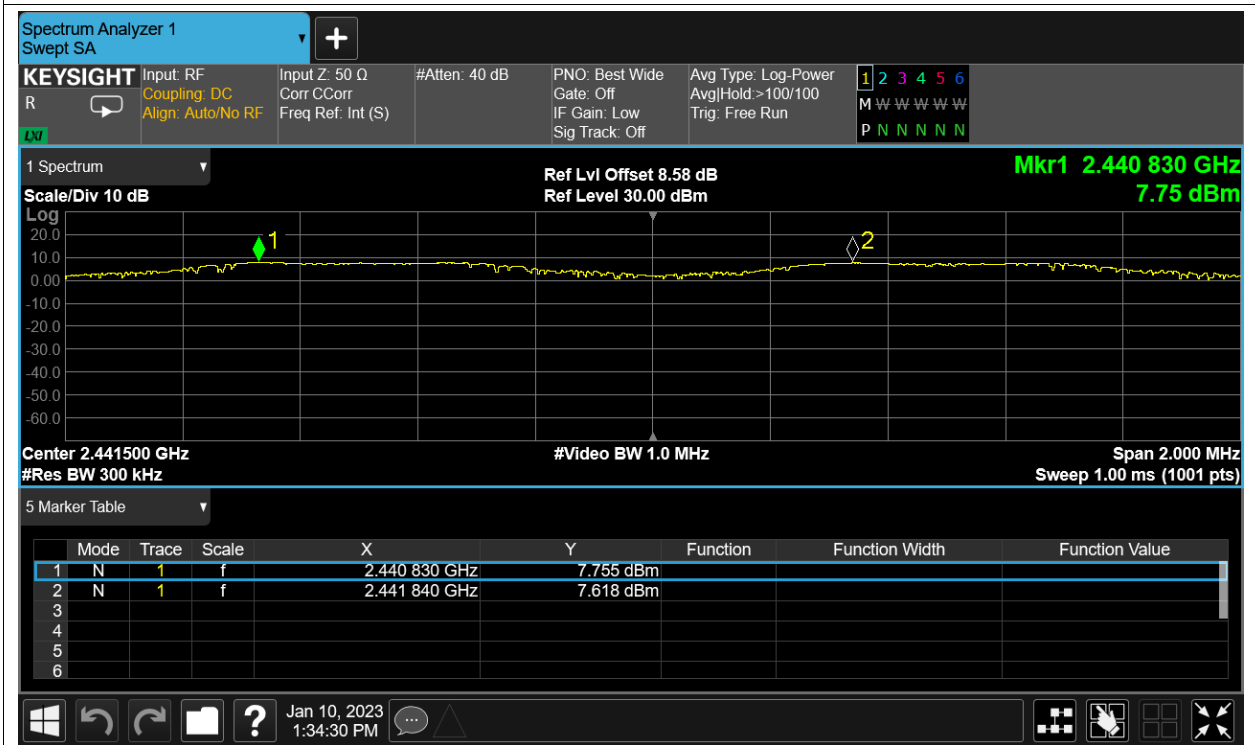 Spectrum Analyzer 1
Swept SA
KEYSIGHT
R
LXI
Input: RF
Coupling: DC
Align: Auto/No RF
Input Z: 50 Ω
Corr CCorr
Freq Ref: Int (S)
#Atten: 40 dB
PNO: Best Wide
Gate: Off
IF Gain: Low
Sig Track: Off
Avg Type: Log-Power
Avg|Hold:>100/100
Trig: Free Run
1 2 3 4 5 6
M W W W W W
P N N N N N
1 Spectrum
Scale/Div 10 dB
Ref Lvl Offset 8.58 dB
Ref Level 30.00 dBm
Mkr1 2.440 830 GHz
7.75 dBm
Log
20.0
10.0
0.00
-10.0
-20.0
-30.0
-40.0
-50.0
-60.0
1
2
Center 2.441500 GHz
#Video BW 1.0 MHz
Span 2.000 MHz
#Res BW 300 kHz
Sweep 1.00 ms (1001 pts)
5 Marker Table
Mode Trace Scale X Y Function Function Width Function Value
1 N 1 f 2.440 830 GHz 7.755 dBm
2 N 1 f 2.441 840 GHz 7.618 dBm
3
4
5
6
?
Jan 10, 2023
1:34:30 PM